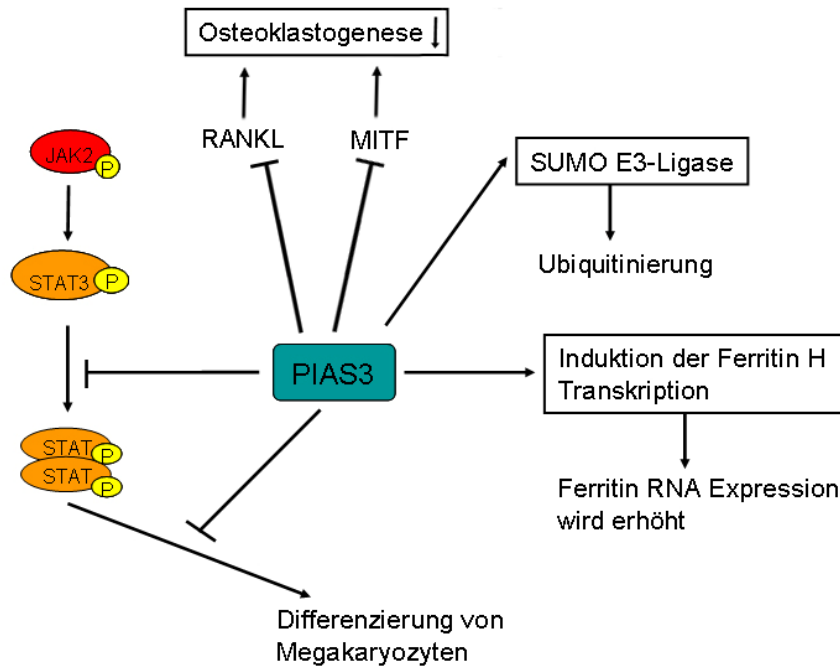 Osteoklastogenese
RANKL
MITF
JAK2
P
SUMO E3-Ligase
STAT3
P
Ubiquitinierung
PIAS3
Induktion der Ferritin H
Transkription
STAT
P
STAT
P
Ferritin RNA Expression
wird erhöht
Differenzierung von
Megakaryozyten